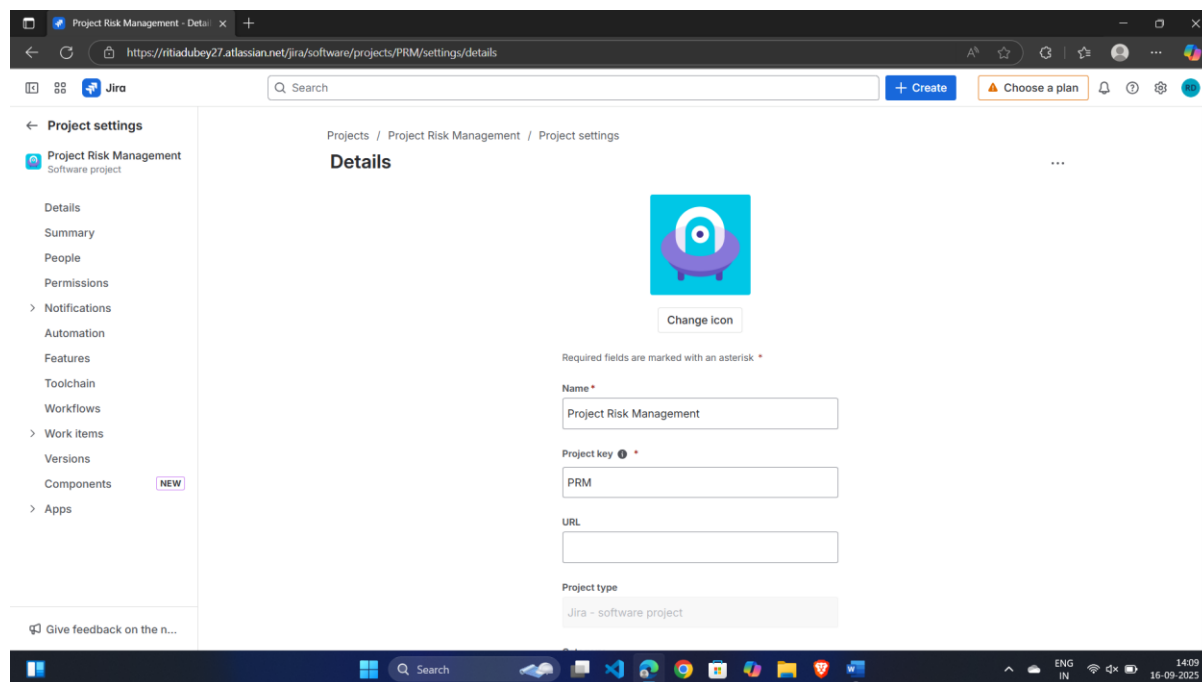 Project Risk Management - Detail
https://ritiadubey27.atlassian.net/jira/software/projects/PRM/settings/details
Jira
Search
+ Create
Choose a plan
RD
Project settings
Project Risk Management
Software project
Details
Summary
People
Permissions
Notifications
Automation
Features
Toolchain
Workflows
Work items
Versions
Components NEW
Apps
Give feedback on the n...
Projects / Project Risk Management / Project settings
Details
Change icon
Required fields are marked with an asterisk *
Name *
Project Risk Management
Project key *
PRM
URL
Project type
Jira - software project
Search
ENG
IN
14:09
16-09-2025